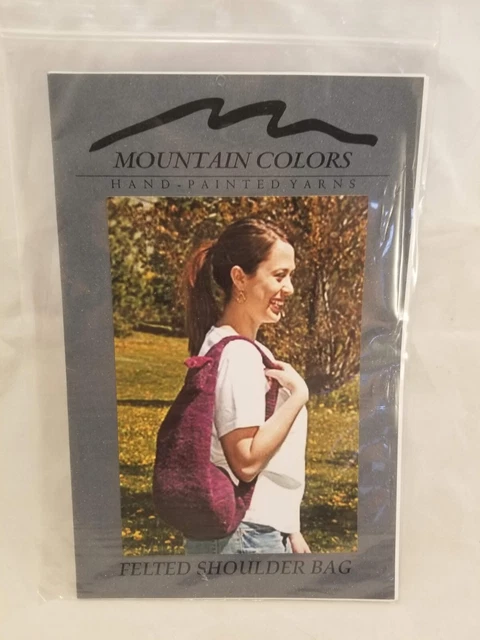 MOUNTAIN COLORS
HAND-PAINTED YARNS
FELTED SHOULDER BAG